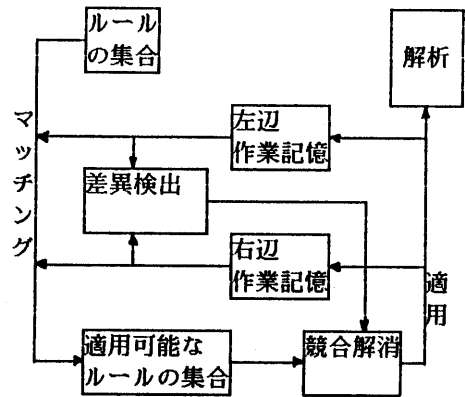 ルール
の集合
解析
マッチング
左辺
作業記憶
差異検出
右辺
作業記憶
適用
適用可能な
ルールの集合
競合解消